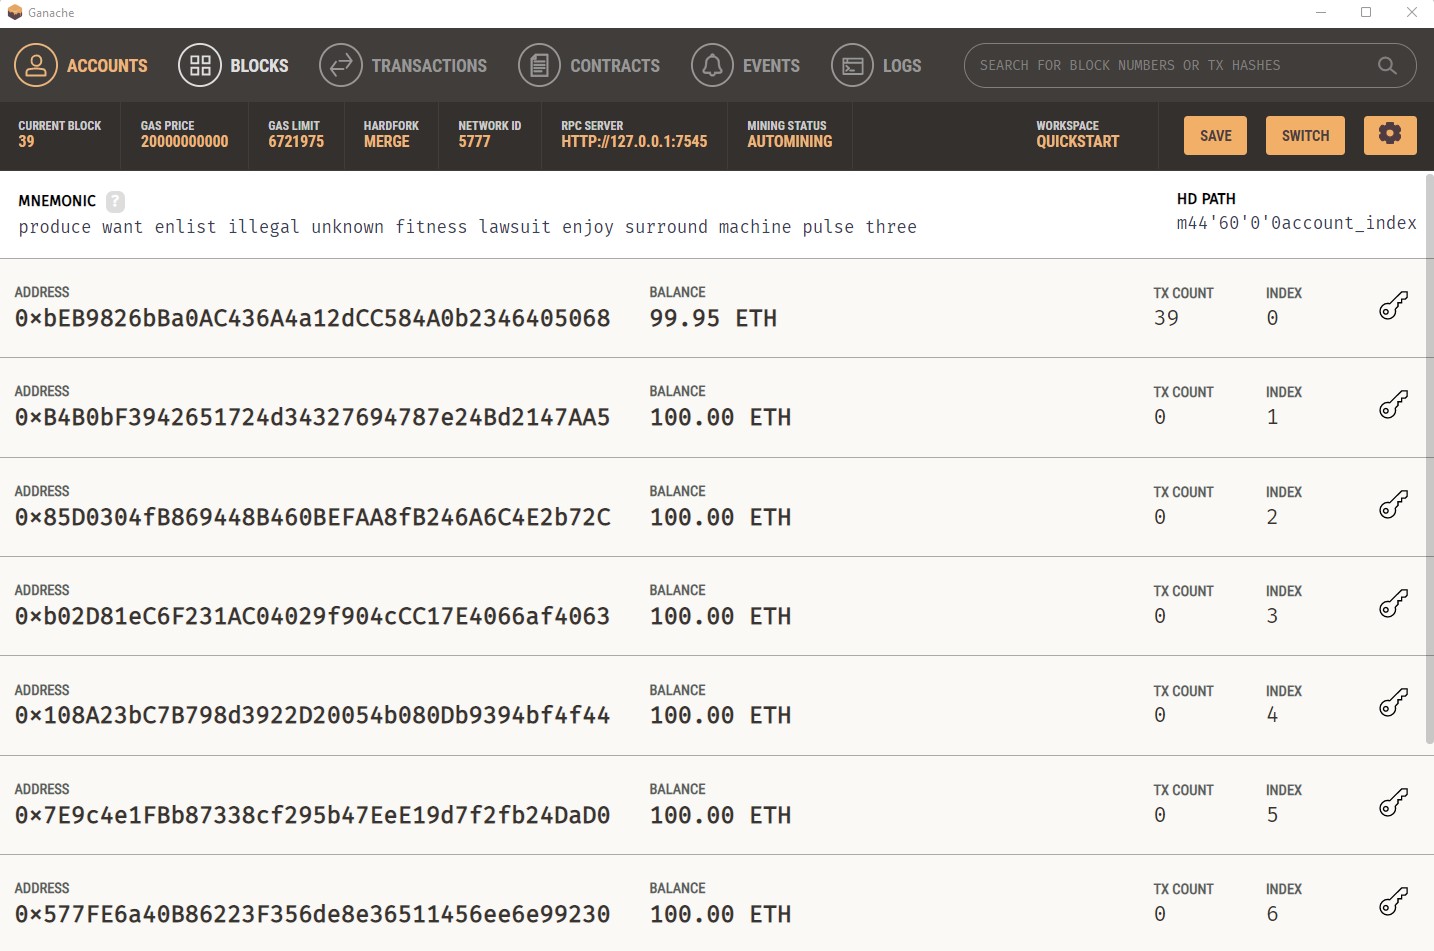 Ganache
ACCOUNTS BLOCKS TRANSACTIONS CONTRACTS EVENTS LOGS SEARCH FOR BLOCK NUMBERS OR TX HASHES
CURRENT BLOCK GAS PRICE GAS LIMIT HARDFORK NETWORK ID RPC SERVER MINING STATUS WORKSPACE
39 20000000000 6721975 MERGE 5777 HTTP://127.0.0.1:7545 AUTOMINING QUICKSTART SAVE SWITCH
MNEMONIC ? HD PATH
produce want enlist illegal unknown fitness lawsuit enjoy surround machine pulse three m44'60'0'0account_index
ADDRESS BALANCE TX COUNT INDEX
0×bEB9826bBa0AC436A4a12dCC584A0b2346405068 99.95 ETH 39 0
ADDRESS BALANCE TX COUNT INDEX
0×B4B0bF3942651724d34327694787e24Bd2147AA5 100.00 ETH 0 1
ADDRESS BALANCE TX COUNT INDEX
0×85D0304fB869448B460BEFAA8fB246A6C4E2b72C 100.00 ETH 0 2
ADDRESS BALANCE TX COUNT INDEX
0×b02D81eC6F231AC04029f904cCC17E4066af4063 100.00 ETH 0 3
ADDRESS BALANCE TX COUNT INDEX
0×108A23bC7B798d3922D20054b080Db9394bf4f44 100.00 ETH 0 4
ADDRESS BALANCE TX COUNT INDEX
0×7E9c4e1FBb87338cf295b47EeE19d7f2fb24DaD0 100.00 ETH 0 5
ADDRESS BALANCE TX COUNT INDEX
0×577FE6a40B86223F356de8e36511456ee6e99230 100.00 ETH 0 6